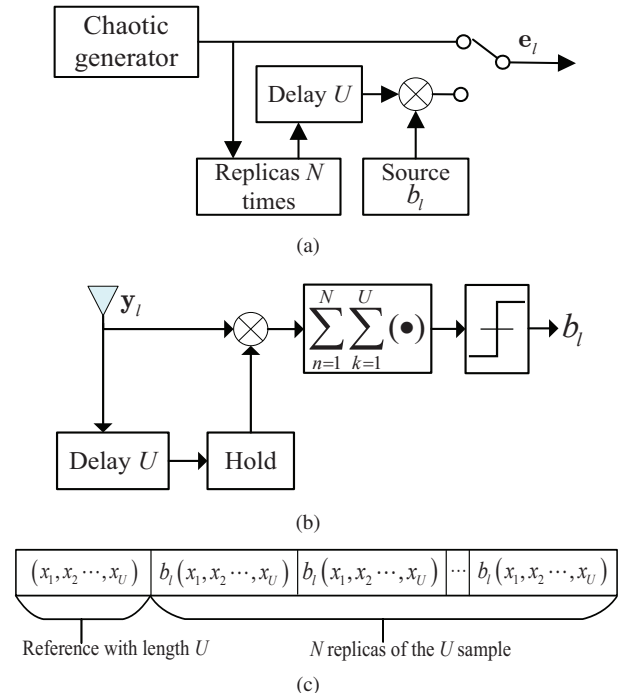 Chaotic
generator
e_l
Delay U
Replicas N
times
Source
b_l
(a)
y_l
N U
∑ ∑ (•)
n=1 k=1
b_l
Delay U
Hold
(b)
(x_1, x_2 ⋯, x_U) b_l(x_1, x_2 ⋯, x_U) b_l(x_1, x_2 ⋯, x_U) ⋯ b_l(x_1, x_2 ⋯, x_U)
Reference with length U
N replicas of the U sample
(c)